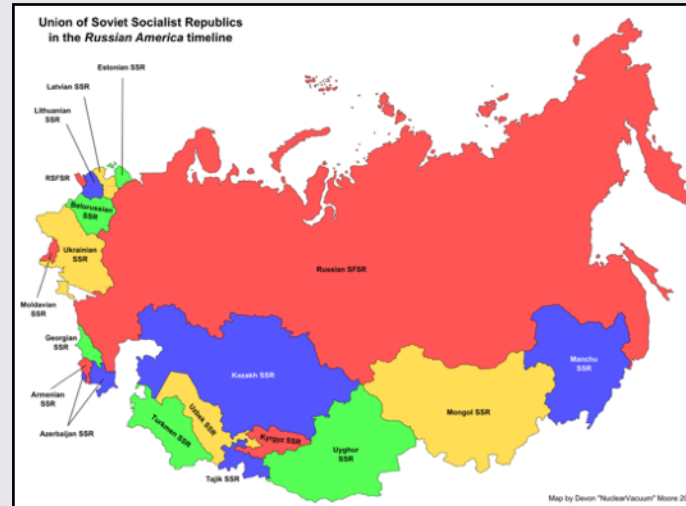 Union of Soviet Socialist Republics
in the Russian America timeline
Estonian SSR
Latvian SSR
Lithuanian
SSR
RSFSR
Belorussian
SSR
Ukrainian
SSR
Russian SFSR
Moldavian
SSR
Georgian
SSR
Kazakh SSR
Manchu
SSR
Armenian
SSR
Azerbaijan SSR
Uzbek SSR
Turkmen SSR
Kyrgyz SSR
Mongol SSR
Uyghur
SSR
Tajik SSR
Map by Devon "NuclearVacuum" Moore